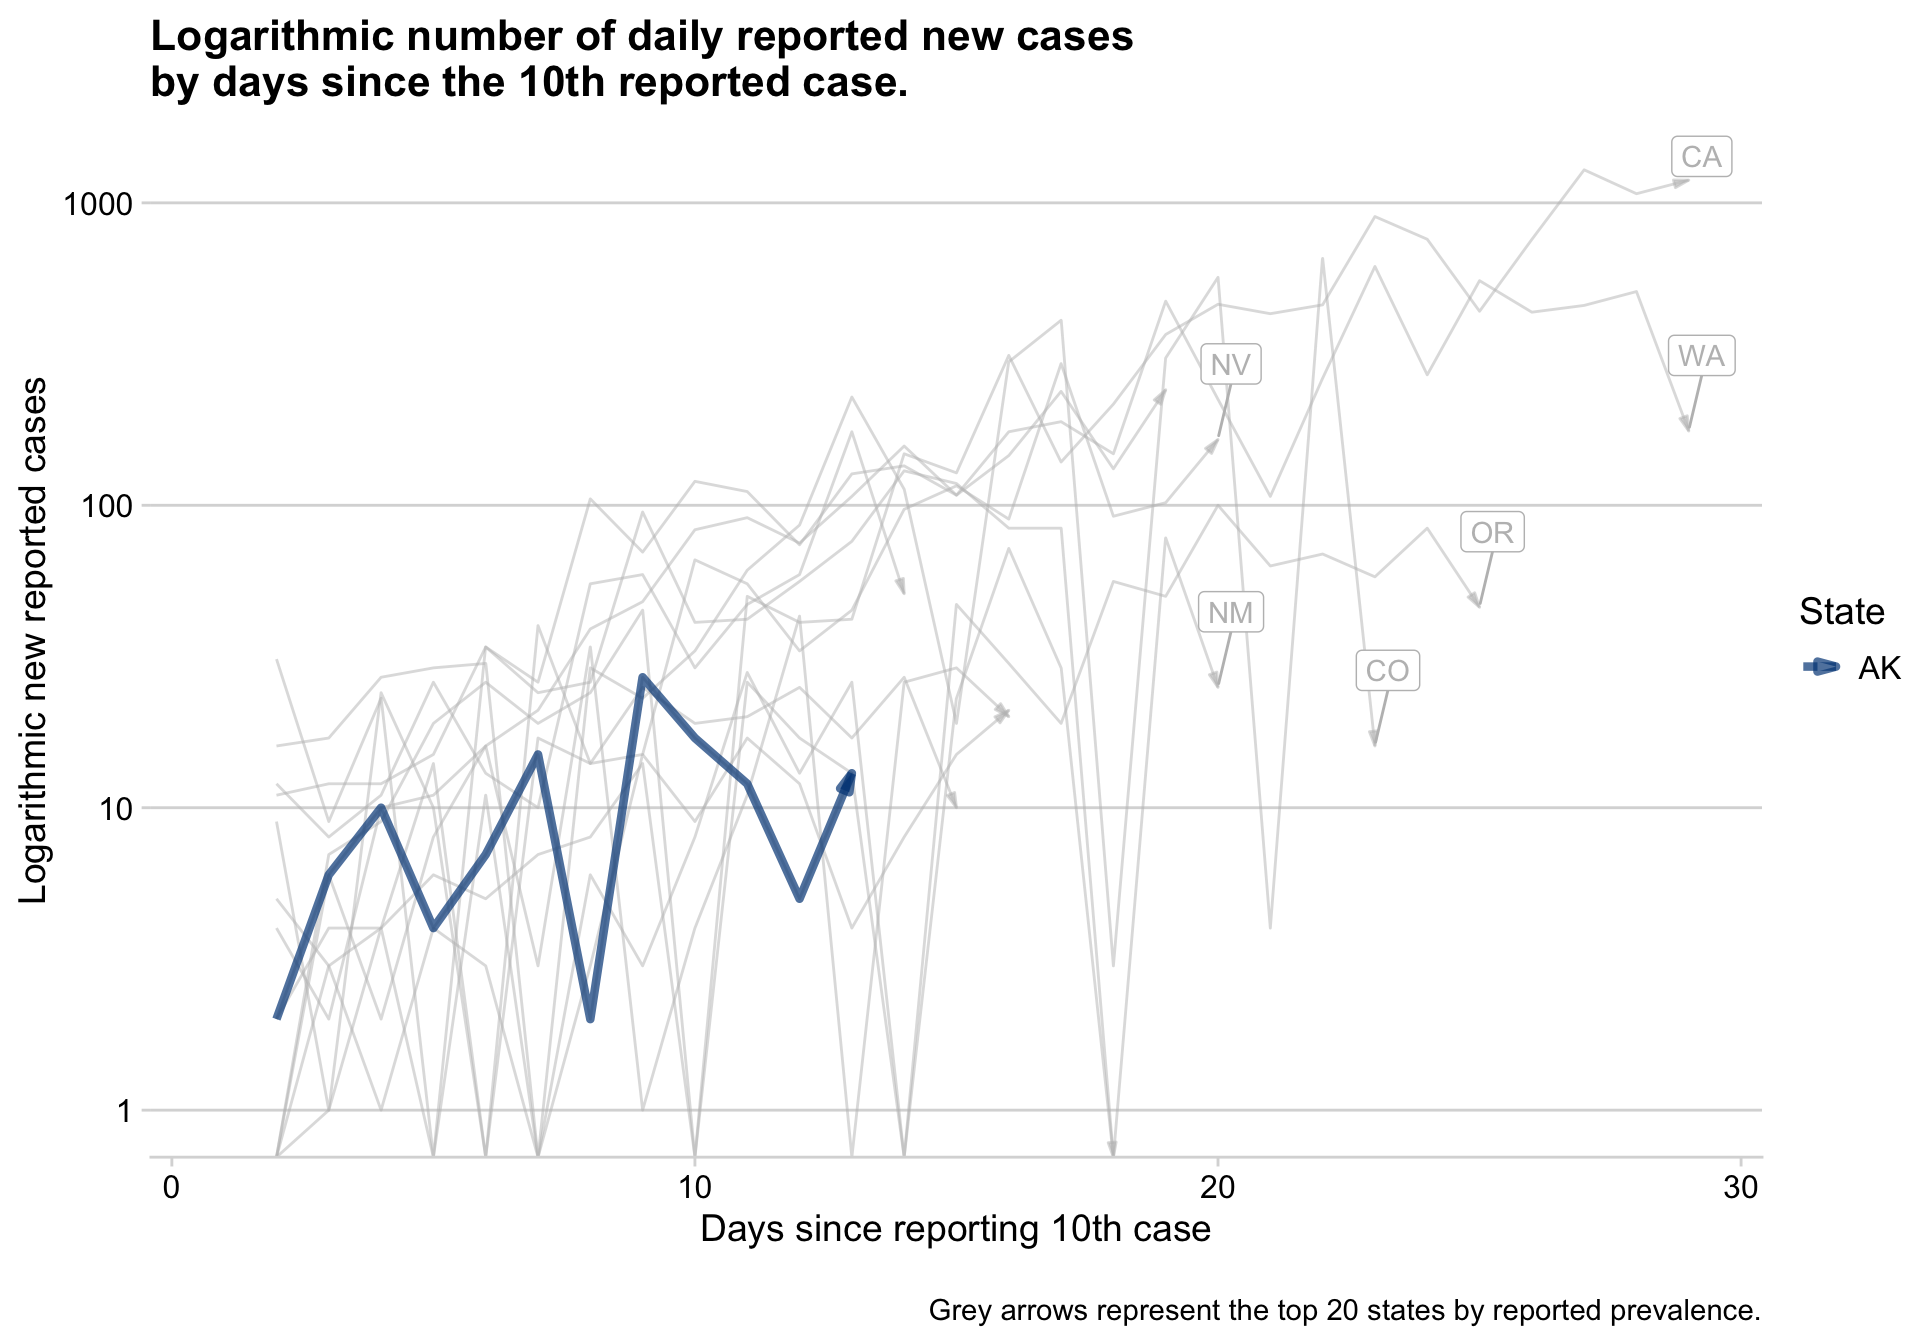 Logarithmic number of daily reported new cases
by days since the 10th reported case.
Logarithmic new reported cases
1000
100
10
1
CA
WA
NV
OR
NM
CO
State
AK
0
10
20
30
Days since reporting 10th case
Grey arrows represent the top 20 states by reported prevalence.